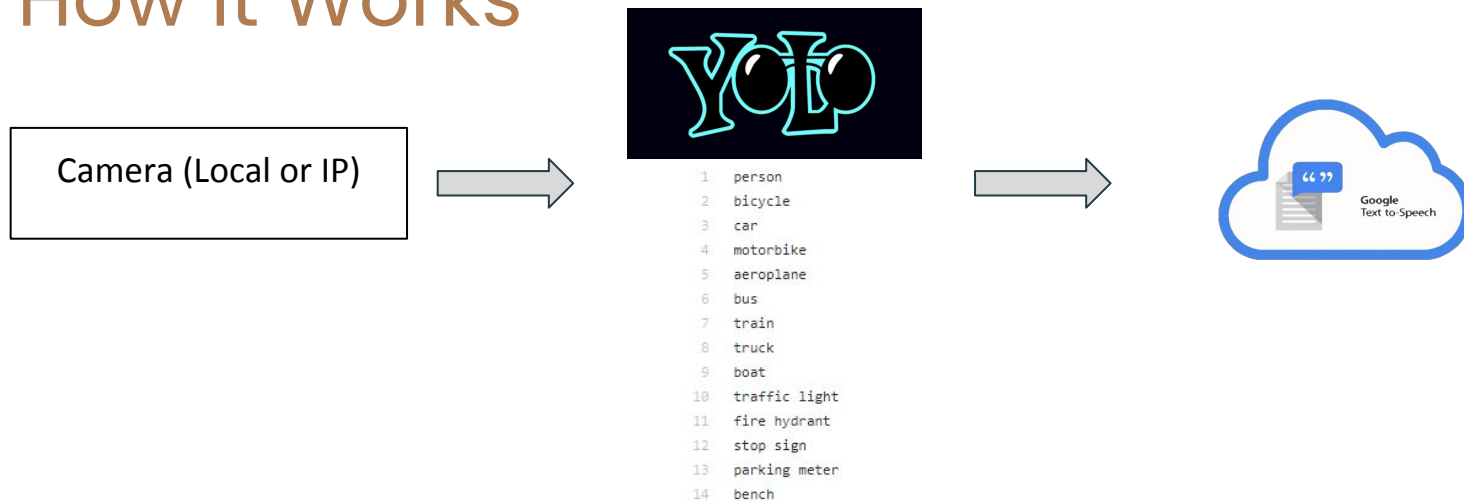 How it Works
Camera (Local or IP)
YOLO
1 person
2 bicycle
3 car
4 motorbike
5 aeroplane
6 bus
7 train
8 truck
9 boat
10 traffic light
11 fire hydrant
12 stop sign
13 parking meter
14 bench
“ ”
Google
Text to-Speech